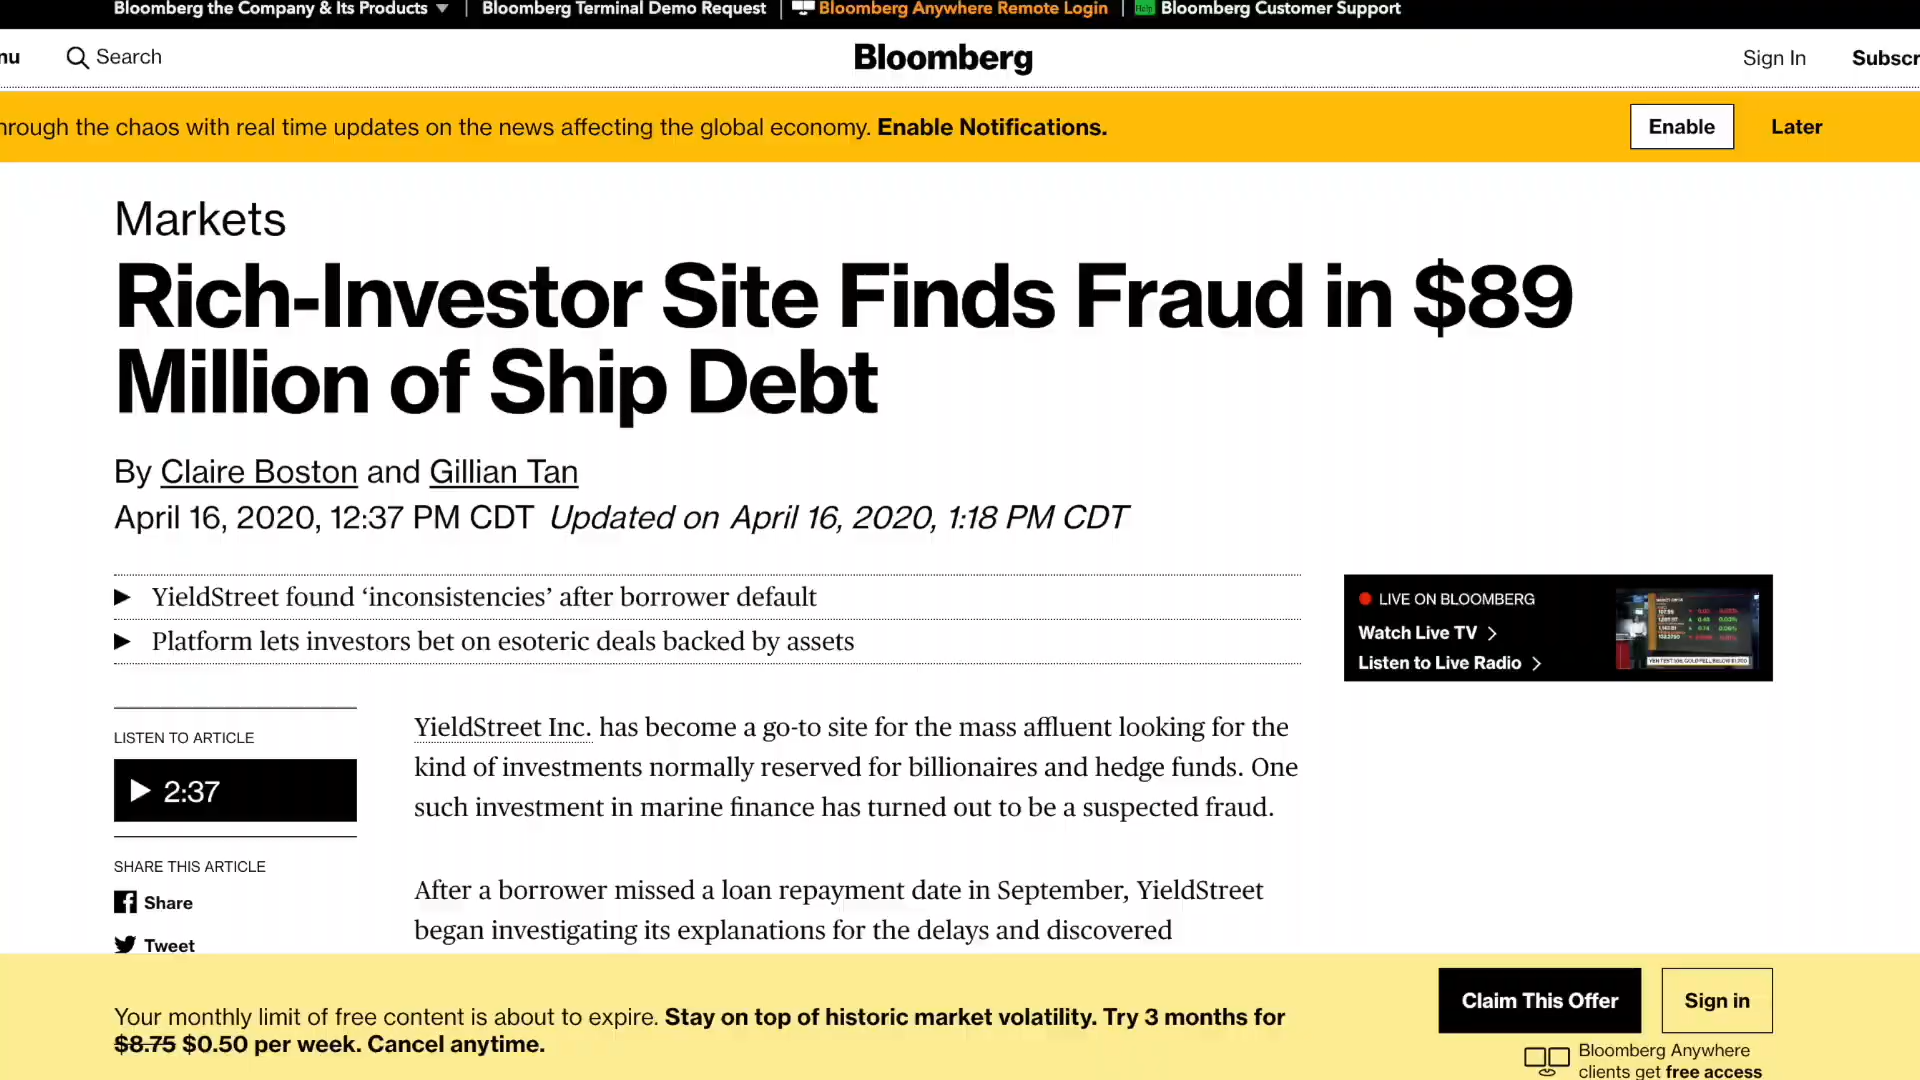 Bloomberg the Company & Its Products
Bloomberg Terminal Demo Request
Bloomberg Anywhere Remote Login
Help
Bloomberg Customer Support
nu
Search
Bloomberg
Sign In
Subscr
hrough the chaos with real time updates on the news affecting the global economy. Enable Notifications.
Enable
Later
Markets
Rich-Investor Site Finds Fraud in $89
Million of Ship Debt
By Claire Boston and Gillian Tan
April 16, 2020, 12:37 PM CDT Updated on April 16, 2020, 1:18 PM CDT
YieldStreet found ‘inconsistencies’ after borrower default
Platform lets investors bet on esoteric deals backed by assets
LIVE ON BLOOMBERG
Watch Live TV
Listen to Live Radio
LISTEN TO ARTICLE
2:37
SHARE THIS ARTICLE
Share
Tweet
YieldStreet Inc. has become a go-to site for the mass affluent looking for the
kind of investments normally reserved for billionaires and hedge funds. One
such investment in marine finance has turned out to be a suspected fraud.
After a borrower missed a loan repayment date in September, YieldStreet
began investigating its explanations for the delays and discovered
Your monthly limit of free content is about to expire. Stay on top of historic market volatility. Try 3 months for
$8.75 $0.50 per week. Cancel anytime.
Claim This Offer
Sign in
Bloomberg Anywhere
clients get free access